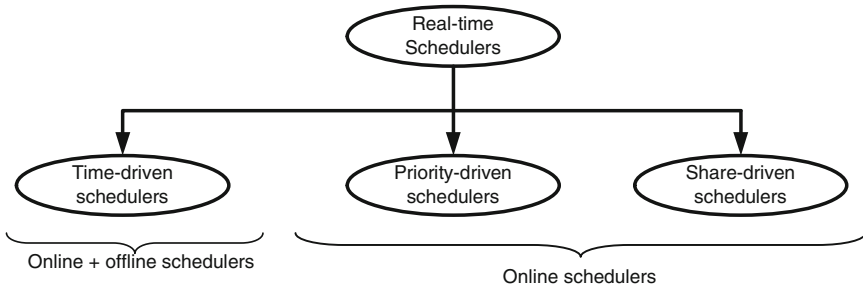 Real-time
Schedulers
Time-driven
schedulers
Priority-driven
schedulers
Share-driven
schedulers
Online + offline schedulers
Online schedulers